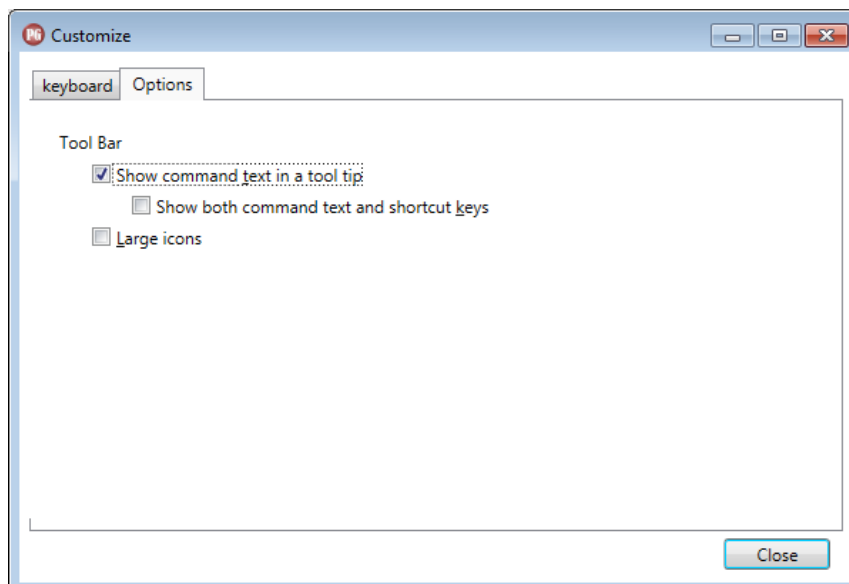 PG Customize
keyboard Options
Tool Bar
Show command text in a tool tip
Show both command text and shortcut keys
Large icons
Close